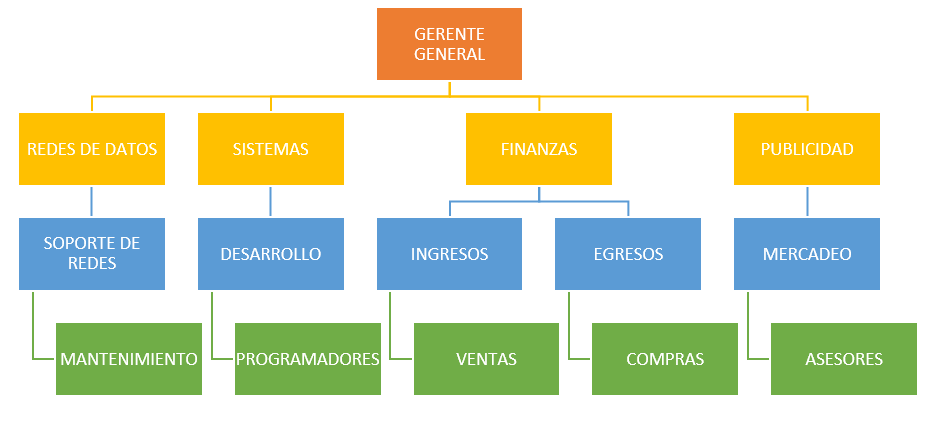 GERENTE
GENERAL
REDES DE DATOS
SISTEMAS
FINANZAS
PUBLICIDAD
SOPORTE DE
REDES
DESARROLLO
INGRESOS
EGRESOS
MERCADEO
MANTENIMIENTO
PROGRAMADORES
VENTAS
COMPRAS
ASESORES